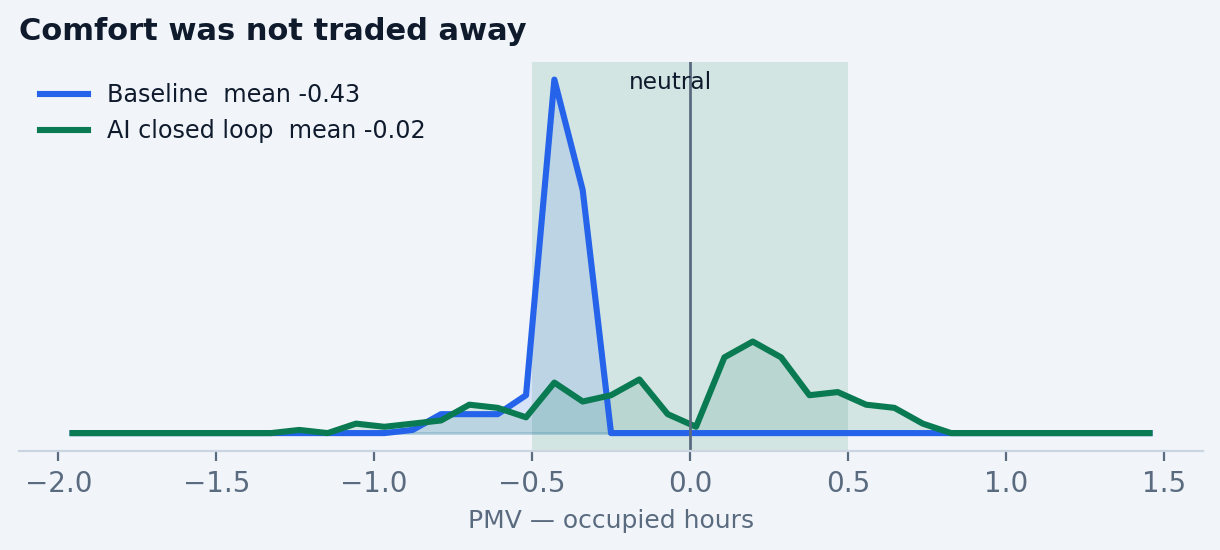 Comfort was not traded away
neutral
Baseline  mean -0.43
AI closed loop  mean -0.02
−2.0 −1.5 −1.0 −0.5 0.0 0.5 1.0 1.5
PMV — occupied hours